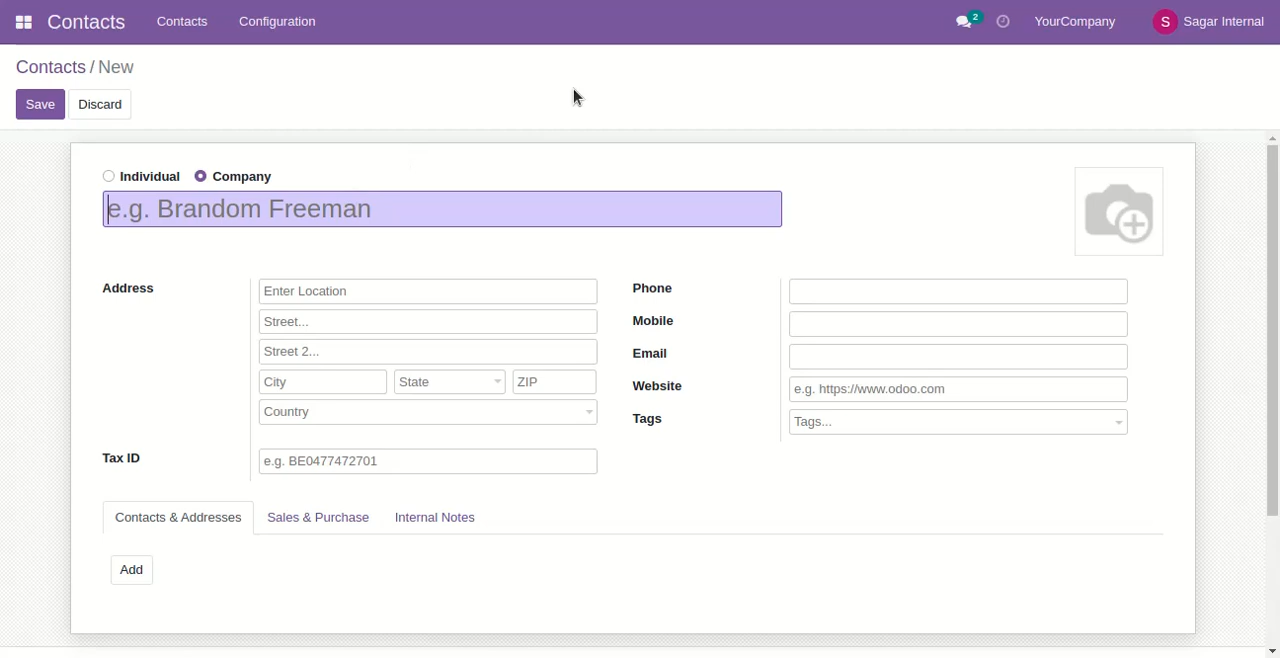 Contacts Contacts Configuration 2 YourCompany S Sagar Internal
Contacts / New
Save Discard
Individual Company
e.g. Brandom Freeman
Address Enter Location Phone
Street... Mobile
Street 2... Email
City State ZIP Website e.g. https://www.odoo.com
Country Tags Tags...
Tax ID e.g. BE0477472701
Contacts & Addresses Sales & Purchase Internal Notes
Add